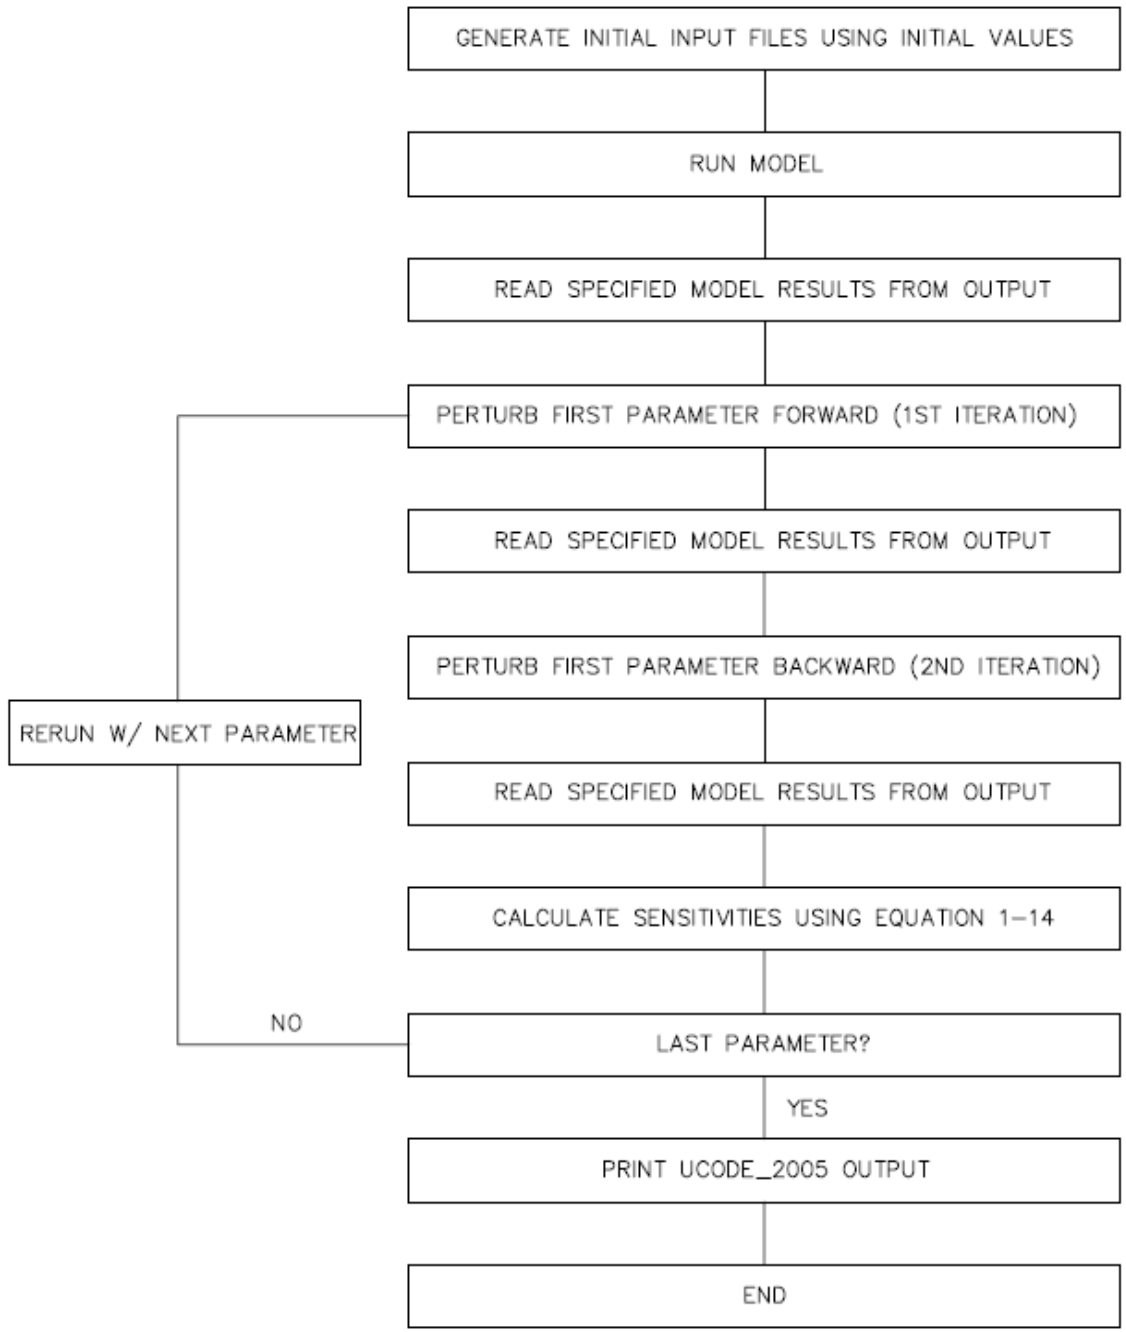 GENERATE INITIAL INPUT FILES USING INITIAL VALUES
RUN MODEL
READ SPECIFIED MODEL RESULTS FROM OUTPUT
PERTURB FIRST PARAMETER FORWARD (1ST ITERATION)
READ SPECIFIED MODEL RESULTS FROM OUTPUT
PERTURB FIRST PARAMETER BACKWARD (2ND ITERATION)
RERUN W/ NEXT PARAMETER
READ SPECIFIED MODEL RESULTS FROM OUTPUT
CALCULATE SENSITIVITIES USING EQUATION 1-14
NO
LAST PARAMETER?
YES
PRINT UCODE_2005 OUTPUT
END